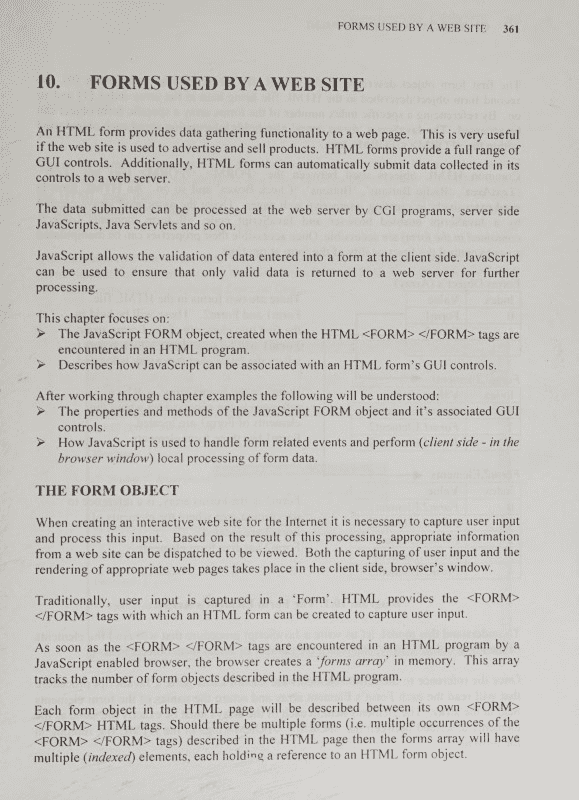 FORMS USED BY A WEB SITE 361
10. FORMS USED BY A WEB SITE
An HTML form provides data gathering functionality to a web page. This is very useful
if the web site is used to advertise and sell products. HTML forms provide a full range of
GUI controls. Additionally, HTML forms can automatically submit data collected in its
controls to a web server.
The data submitted can be processed at the web server by CGI programs, server side
JavaScripts, Java Servlets and so on.
JavaScript allows the validation of data entered into a form at the client side. JavaScript
can be used to ensure that only valid data is returned to a web server for further
processing.
This chapter focuses on:
➢ The JavaScript FORM object, created when the HTML <FORM> </FORM> tags are
encountered in an HTML program.
➢ Describes how JavaScript can be associated with an HTML form's GUI controls.
After working through chapter examples the following will be understood:
➢ The properties and methods of the JavaScript FORM object and it's associated GUI
controls.
➢ How JavaScript is used to handle form related events and perform (client side - in the
browser window) local processing of form data.
THE FORM OBJECT
When creating an interactive web site for the Internet it is necessary to capture user input
and process this input. Based on the result of this processing, appropriate information
from a web site can be dispatched to be viewed. Both the capturing of user input and the
rendering of appropriate web pages takes place in the client side, browser's window.
Traditionally, user input is captured in a 'Form'. HTML provides the <FORM>
</FORM> tags with which an HTML form can be created to capture user input.
As soon as the <FORM> </FORM> tags are encountered in an HTML program by a
JavaScript enabled browser, the browser creates a 'forms array' in memory. This array
tracks the number of form objects described in the HTML program.
Each form object in the HTML page will be described between its own <FORM>
</FORM> HTML tags. Should there be multiple forms (i.e. multiple occurrences of the
<FORM> </FORM> tags) described in the HTML page then the forms array will have
multiple (indexed) elements, each holding a reference to an HTML form object.